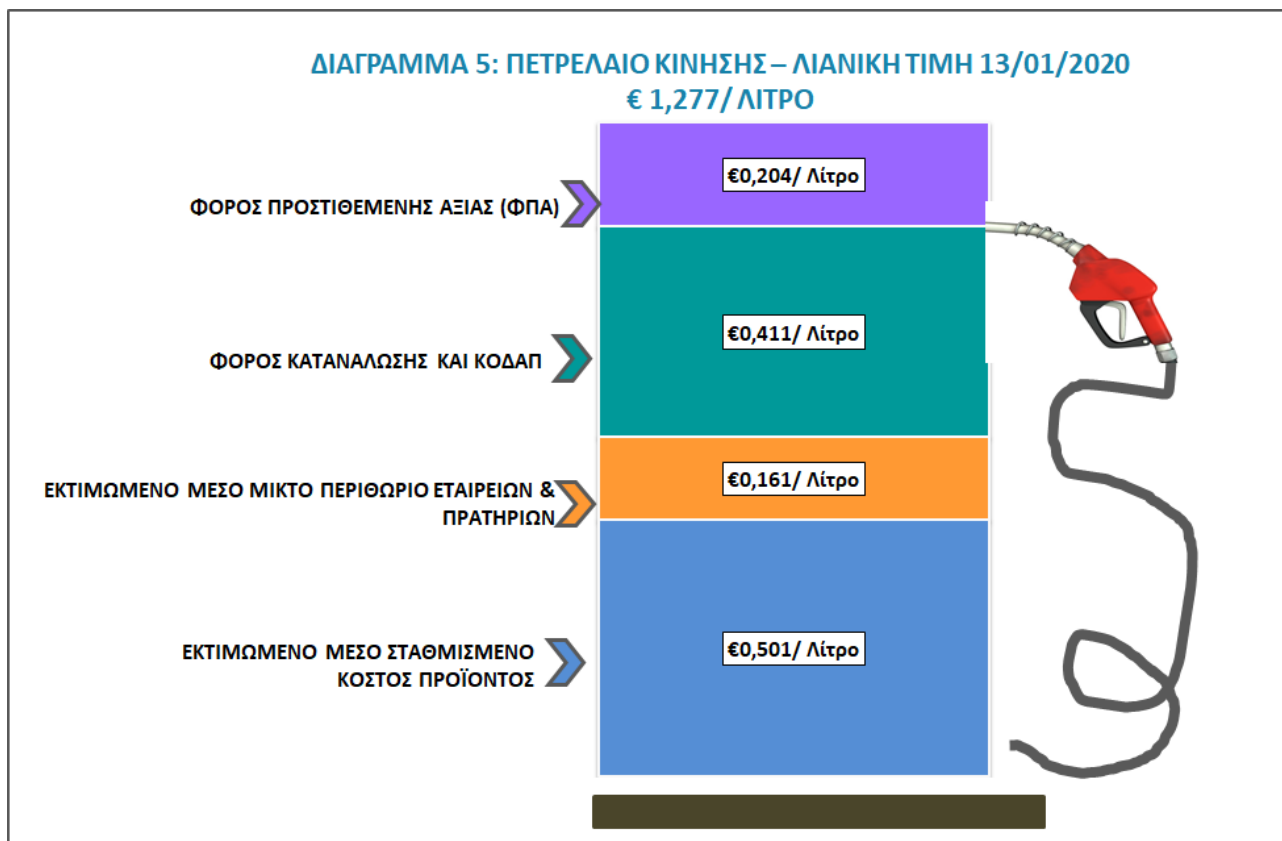 ΔΙΑΓΡΑΜΜΑ 5: ΠΕΤΡΕΛΑΙΟ ΚΙΝΗΣΗΣ – ΛΙΑΝΙΚΗ ΤΙΜΗ 13/01/2020
€ 1,277/ ΛΙΤΡΟ
€0,204/ Λίτρο
ΦΟΡΟΣ ΠΡΟΣΤΙΘΕΜΕΝΗΣ ΑΞΙΑΣ (ΦΠΑ)
€0,411/ Λίτρο
ΦΟΡΟΣ ΚΑΤΑΝΑΛΩΣΗΣ ΚΑΙ ΚΟΔΑΠ
€0,161/ Λίτρο
ΕΚΤΙΜΩΜΕΝΟ ΜΕΣΟ ΜΙΚΤΟ ΠΕΡΙΘΩΡΙΟ ΕΤΑΙΡΕΙΩΝ &
ΠΡΑΤΗΡΙΩΝ
€0,501/ Λίτρο
ΕΚΤΙΜΩΜΕΝΟ ΜΕΣΟ ΣΤΑΘΜΙΣΜΕΝΟ
ΚΟΣΤΟΣ ΠΡΟΪΟΝΤΟΣ